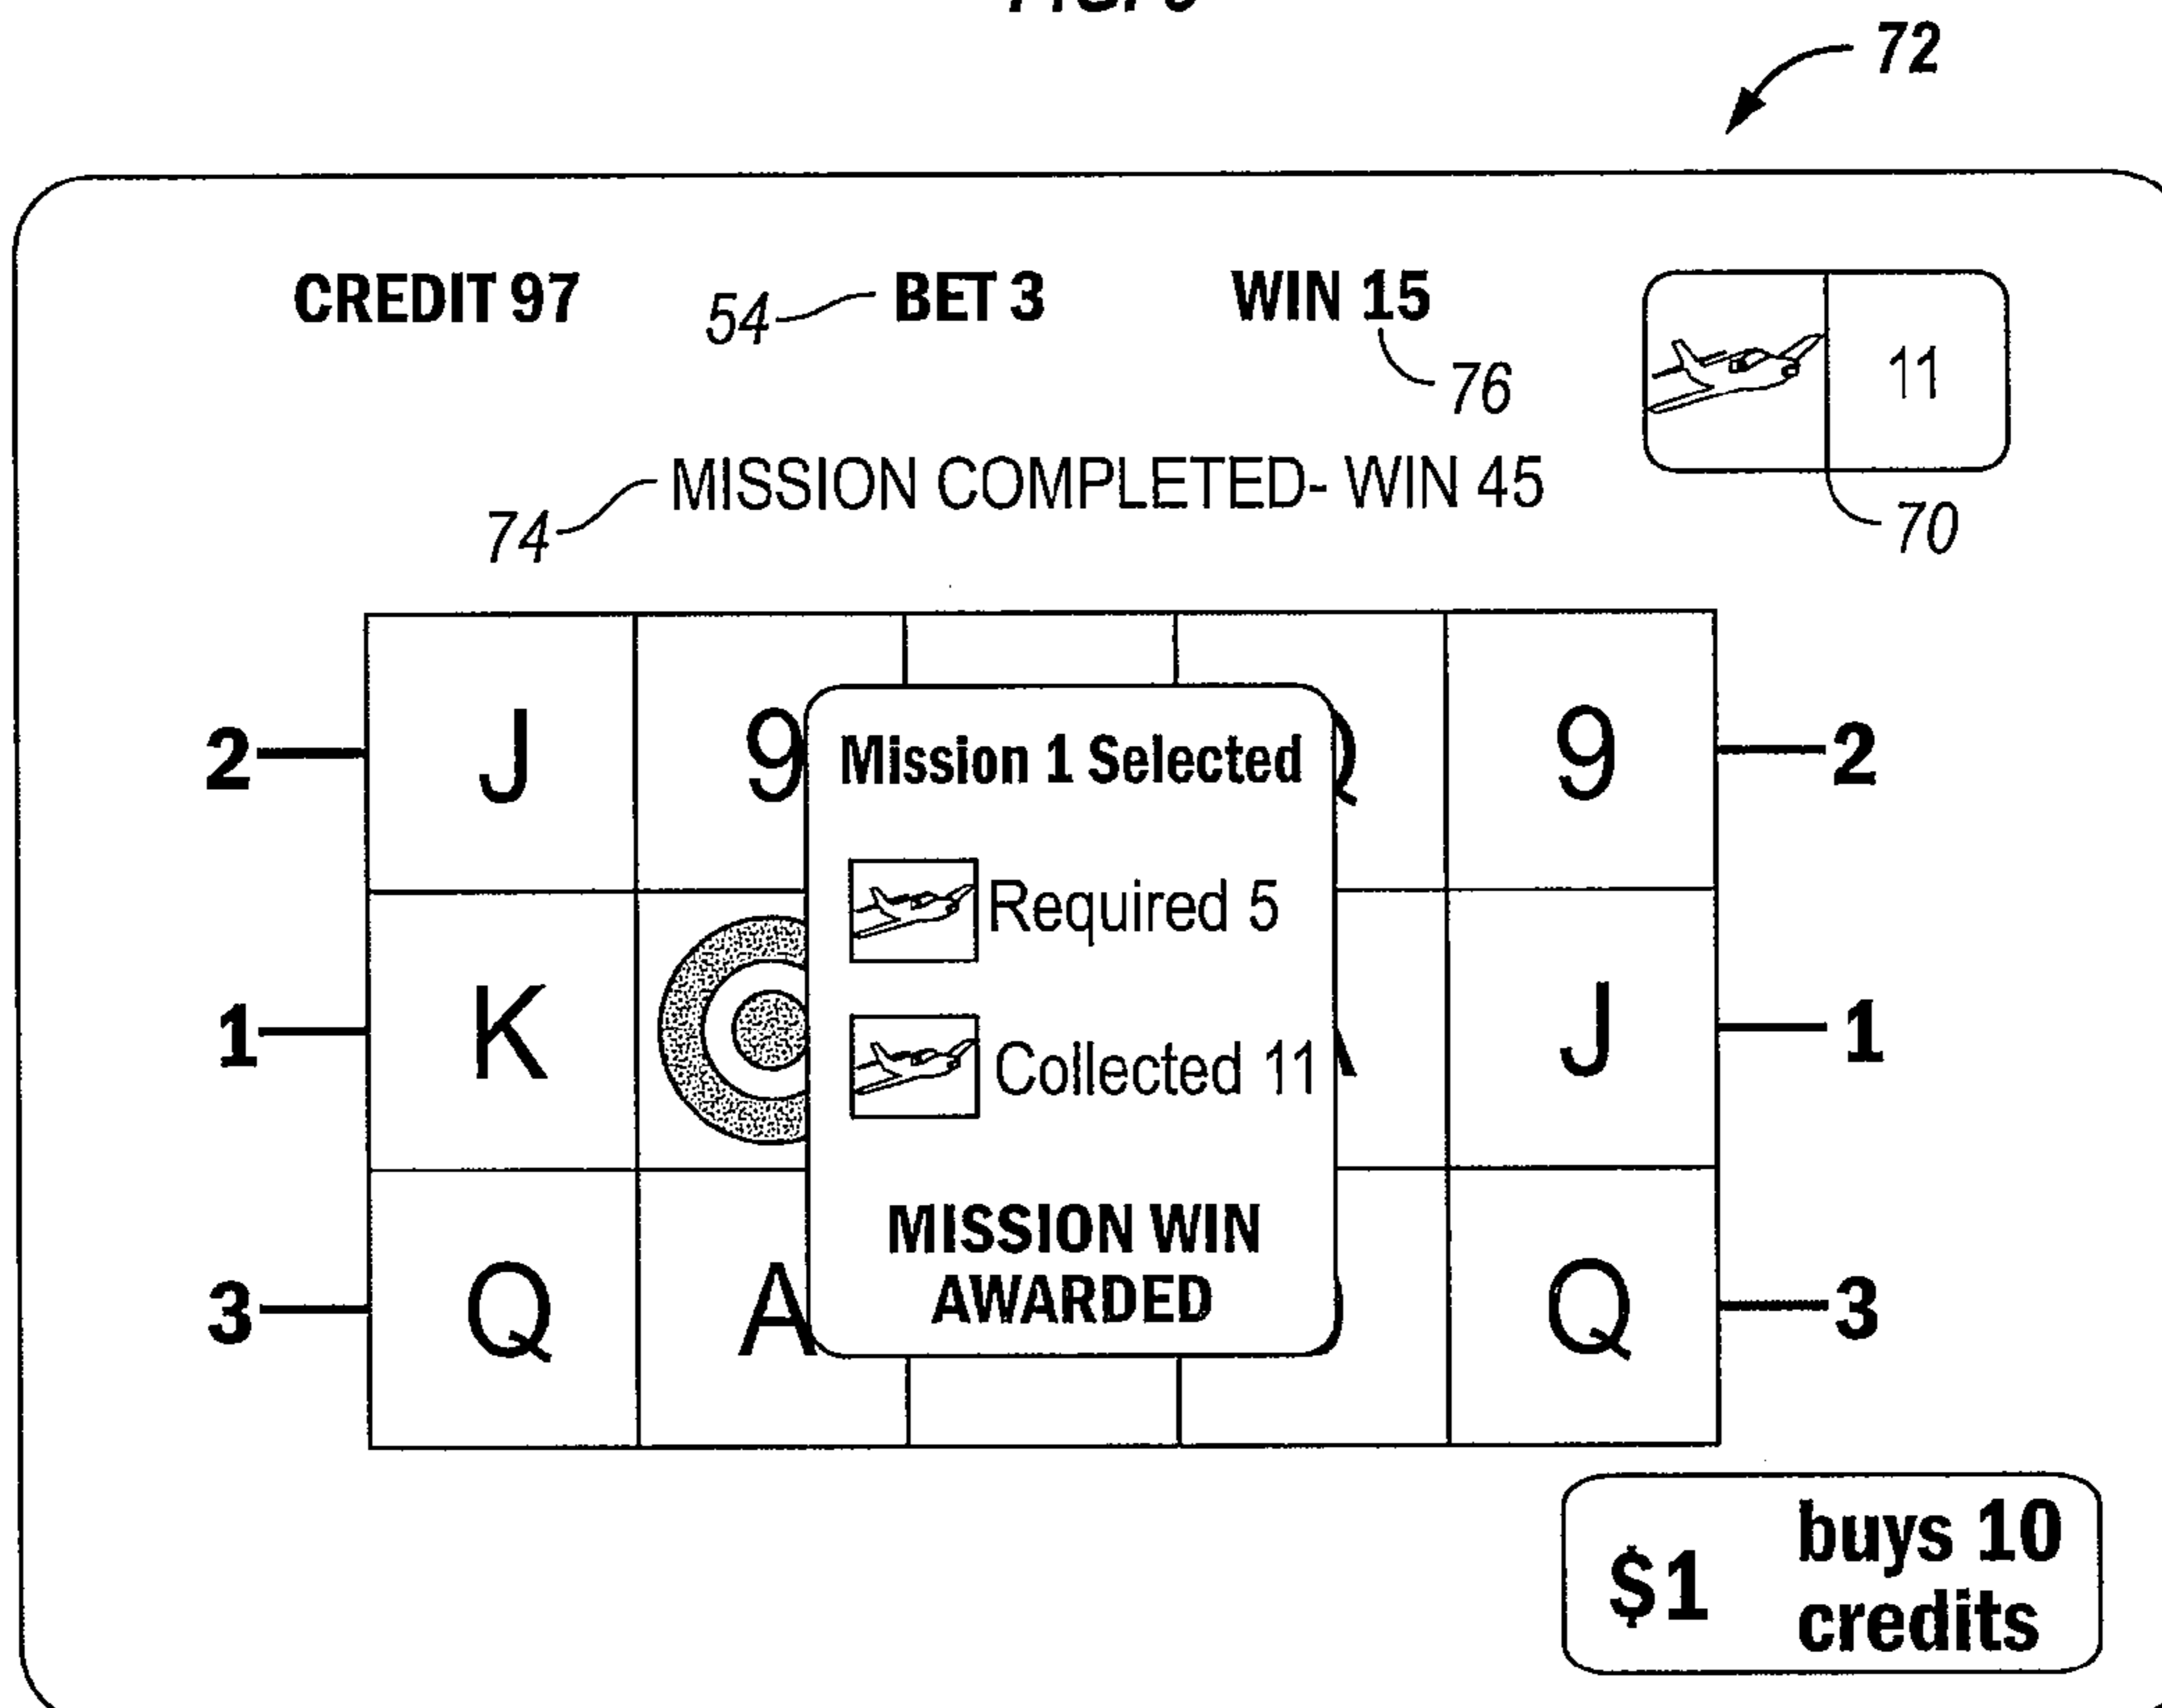 72
CREDIT 97 54 BET 3 WIN 15
76
11
74 MISSION COMPLETED- WIN 45
70
2 J 9 9 2
Mission 1 Selected
Required 5
1 K J 1
Collected 11
MISSION WIN
AWARDED
3 Q A Q 3
$1 buys 10
credits